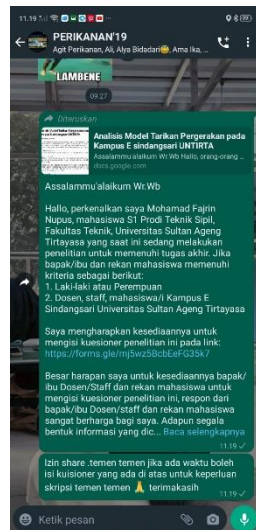 11.19
PERIKANAN'19
Agit Perikanan, Ali, Alya Bidadari, Ama Ika, ...
LAMBENE
09.27
Diteruskan
Analisis Model Tarikan Pergerakan pada
Kampus E sindangsari UNTIRTA
Assalammu'alaikum Wr.Wb Hallo, orang-orang ...
docs.google.com
Assalammu'alaikum Wr.Wb
Hallo, perkenalkan saya Mohamad Fajrin
Nupus, mahasiswa S1 Prodi Teknik Sipil,
Fakultas Teknik, Universitas Sultan Ageng
Tirtayasa yang saat ini sedang melakukan
penelitian untuk memenuhi tugas akhir. Jika
bapak/ibu dan rekan mahasiswa memenuhi
kriteria sebagai berikut:
1. Laki-laki atau Perempuan
2. Dosen, staff, mahasiswa/i Kampus E
Sindangsari Universitas Sultan Ageng Tirtayasa
Saya mengharapkan kesediaannya untuk
mengisi kuesioner penelitian ini pada link:
https://forms.gle/mj5wz5BcbEeFG35k7
Besar harapan saya untuk kesediaannya bapak/
ibu Dosen/Staff dan rekan mahasiswa untuk
mengisi kuesioner penelitian ini, respon dari
bapak/ibu Dosen/staff dan rekan mahasiswa
sangat berharga bagi saya. Adapun segala
bentuk informasi yang dic... Baca selengkapnya
11.19
Izin share .temen temen jika ada waktu boleh
isi kuisioner yang ada di atas untuk keperluan
skripsi temen temen 🙏 terimakasih
11.19
Ketik pesan